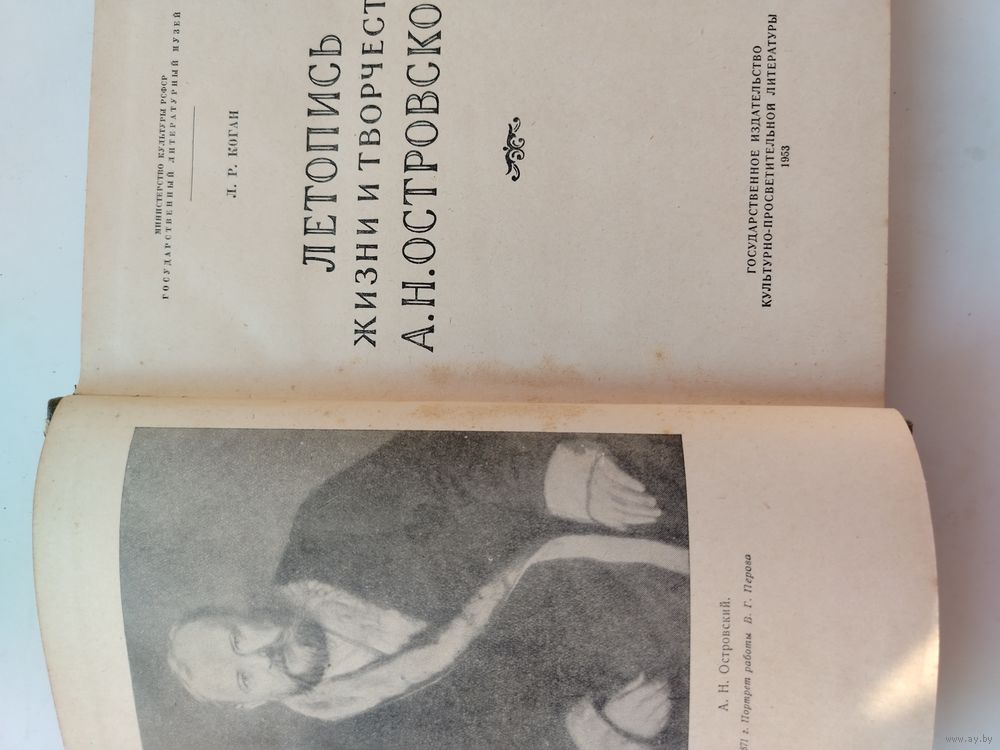 А. Н. Островский.
871 г. Портрет работы В. Г. Перова
МИНИСТЕРСТВО КУЛЬТУРЫ РСФСР
ГОСУДАРСТВЕННЫЙ ЛИТЕРАТУРНЫЙ МУЗЕЙ
Л. Р. КОГАН
ЛЕТОПИСЬ
ЖИЗНИ И ТВОРЧЕСТ
А. Н. ОСТРОВСКО
ГОСУДАРСТВЕННОЕ ИЗДАТЕЛЬСТВО
КУЛЬТУРНО-ПРОСВЕТИТЕЛЬНОЙ ЛИТЕРАТУРЫ
1953
www.ay.by